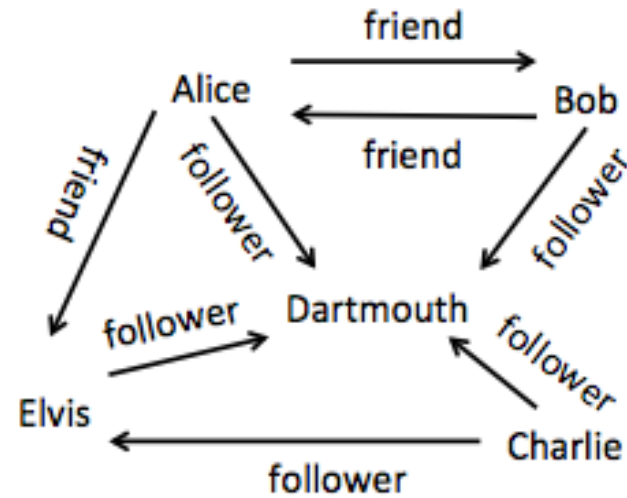 friend
Alice
Bob
friend
friend
follower
follower
Dartmouth
follower
follower
Elvis
Charlie
follower